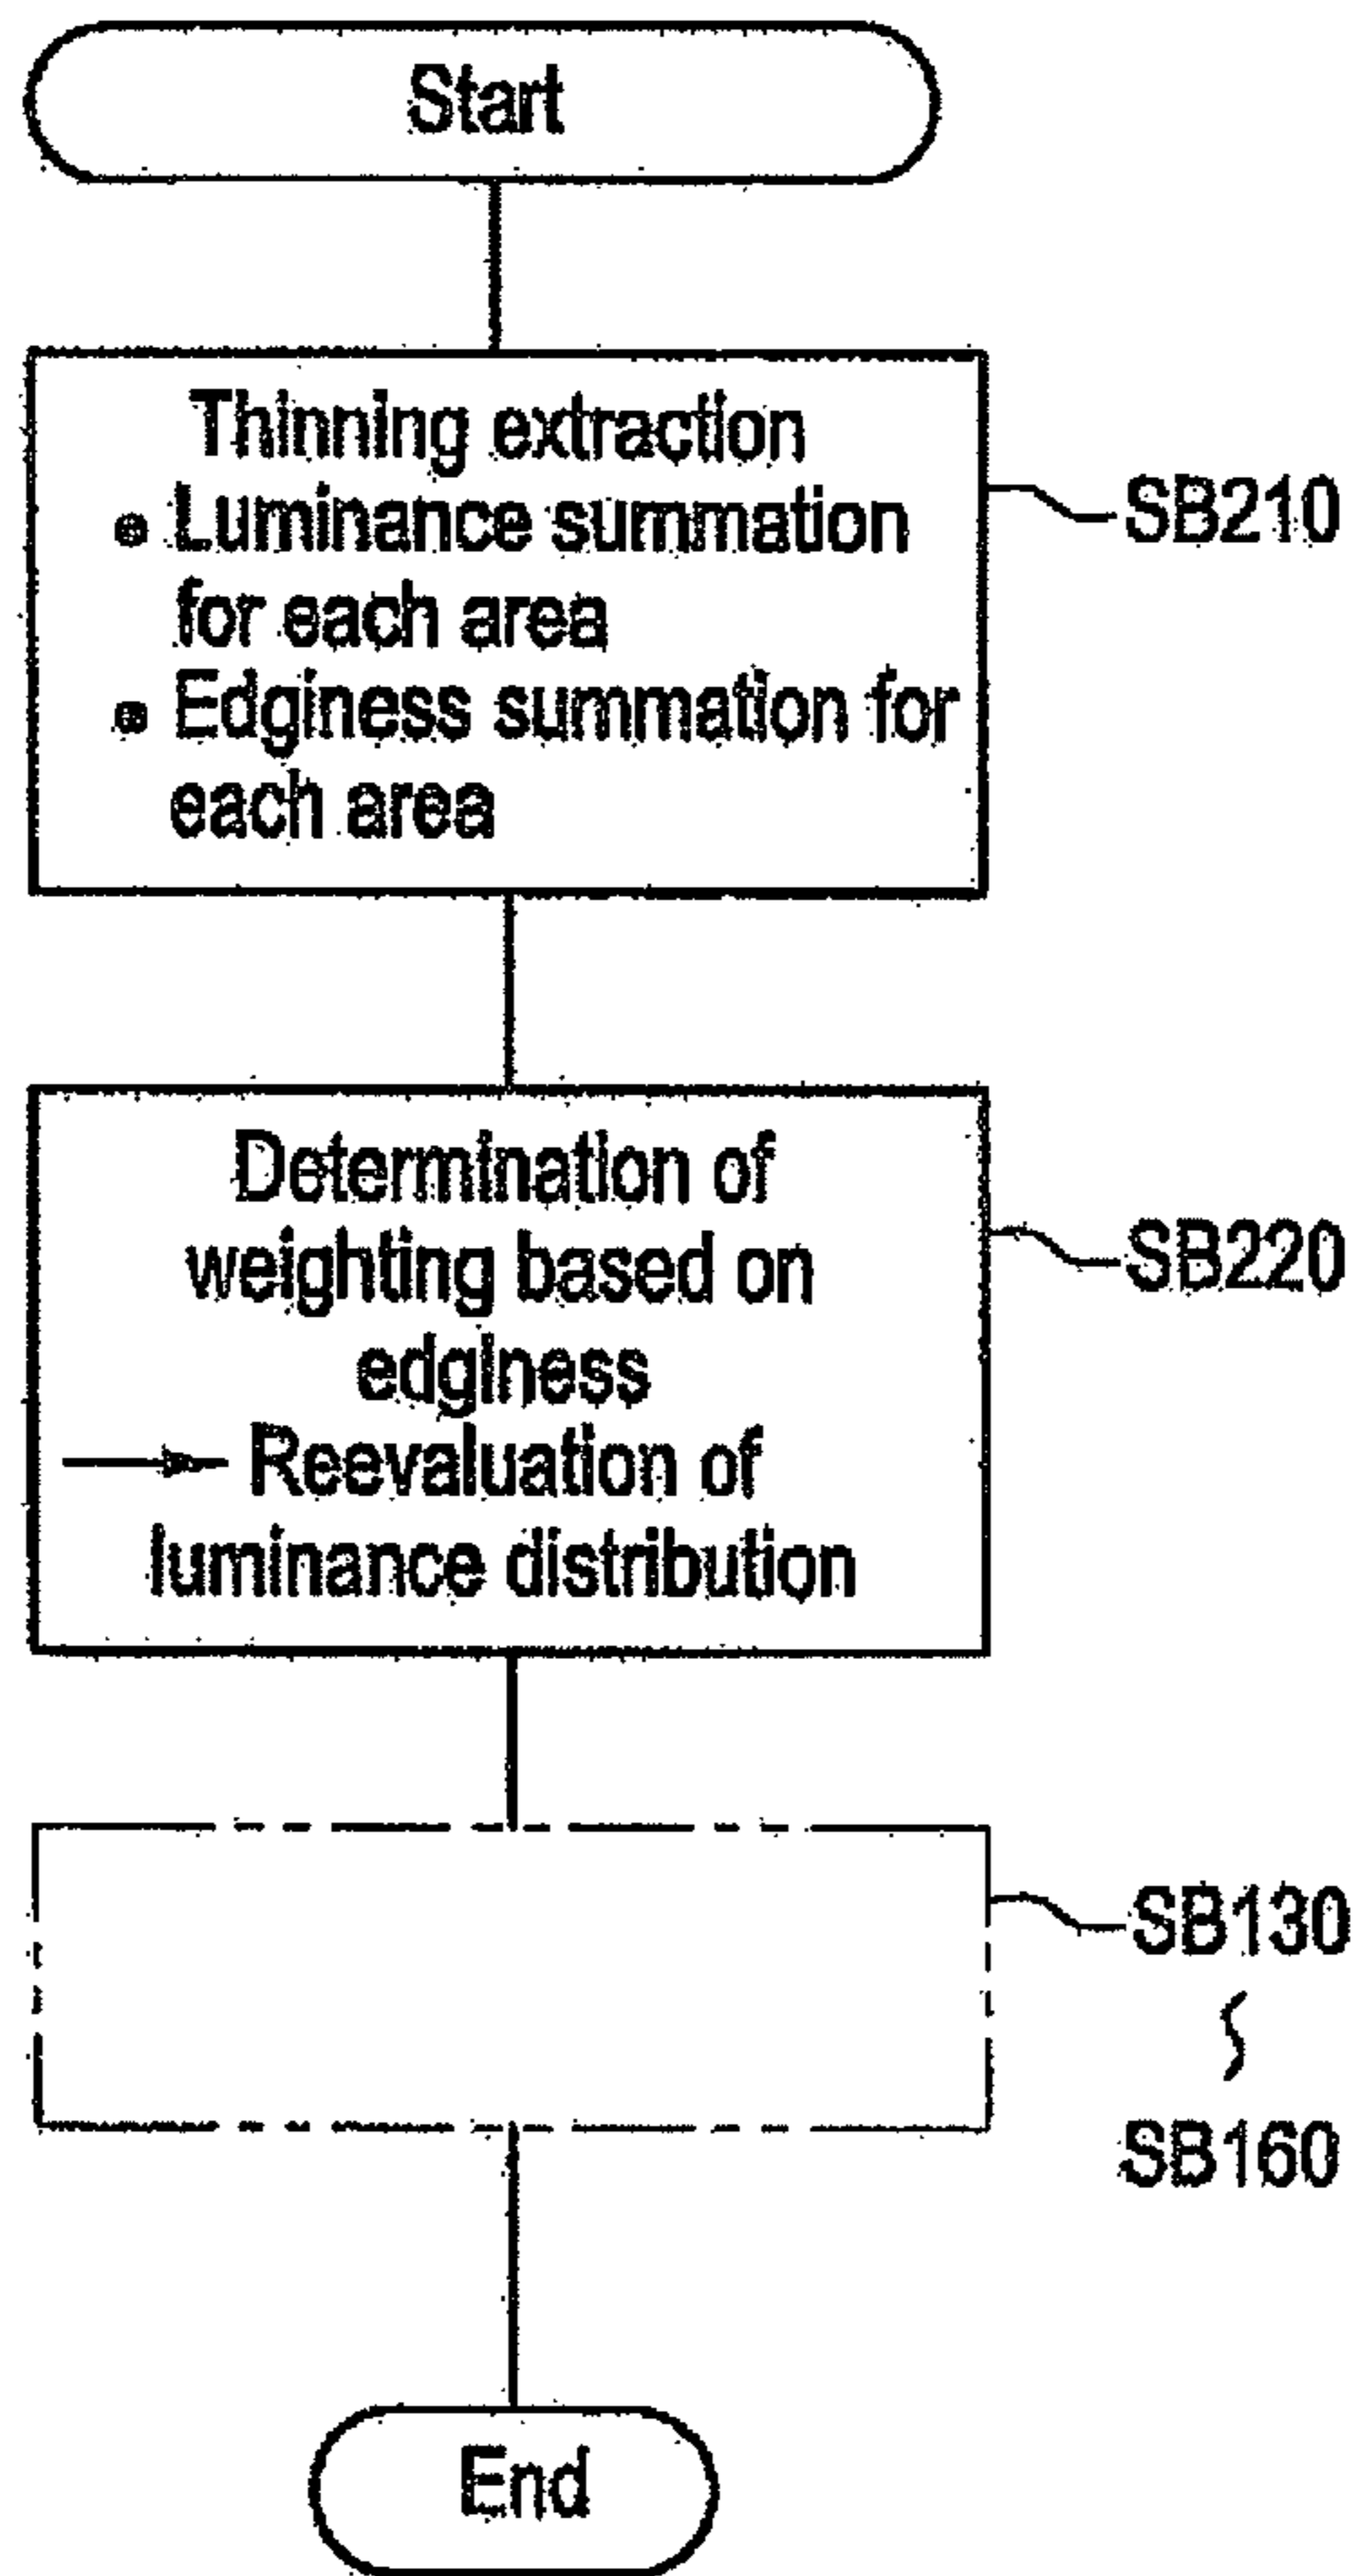 Start
Thinning extraction
• Luminance summation
for each area
• Edginess summation for
each area
SB210
Determination of
weighting based on
edginess
→ Reevaluation of
luminance distribution
SB220
SB130
~
SB160
End